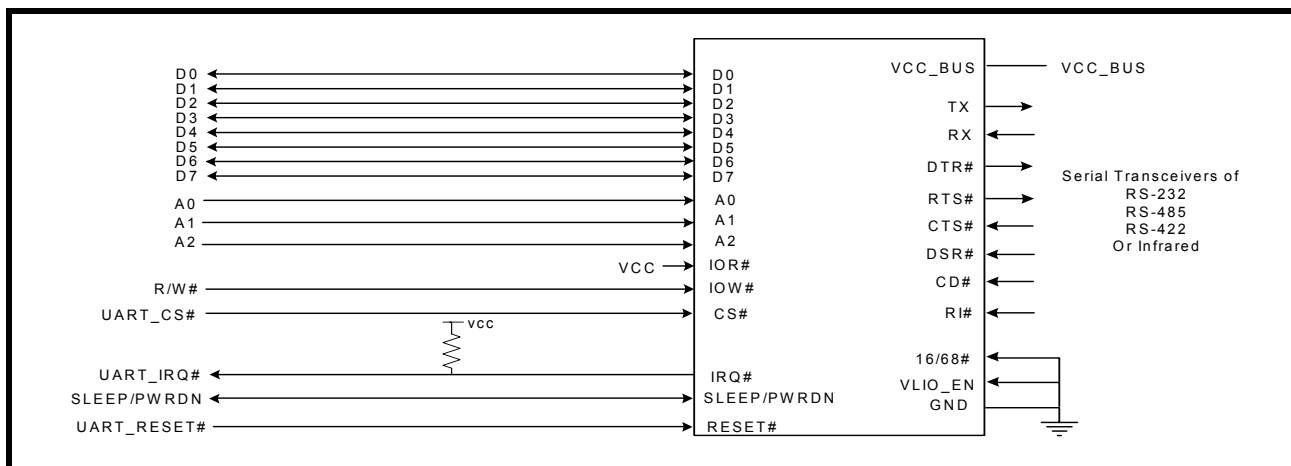 D0
D1
D2
D3
D4
D5
D6
D7
A0
A1
A2
VCC
R/W#
UART_CS#
VCC
UART_IRQ#
SLEEP/PWRDN
UART_RESET#
D0
D1
D2
D3
D4
D5
D6
D7
A0
A1
A2
IOR#
IOW#
CS#
IRQ#
SLEEP/PWRDN
RESET#
VCC_BUS
TX
RX
DTR#
RTS#
CTS#
DSR#
CD#
RI#
16/68#
VLIO_EN
GND
VCC_BUS
Serial Transceivers of
RS-232
RS-485
RS-422
Or Infrared